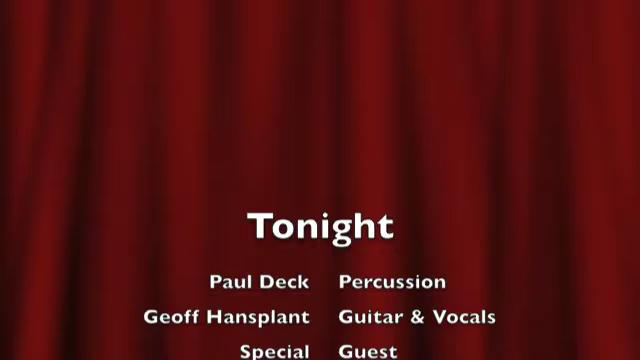 Tonight
Paul Deck Percussion
Geoff Hansplant Guitar & Vocals
Special Guest